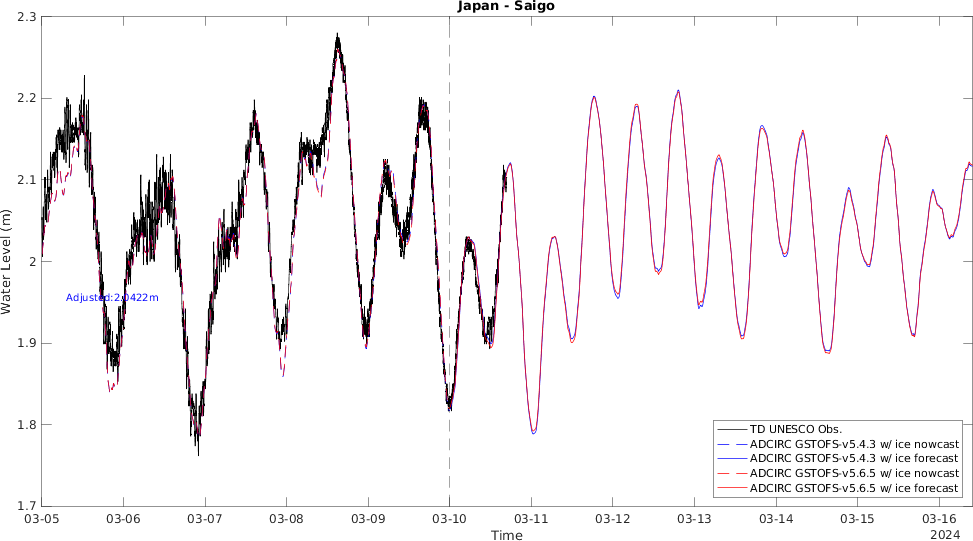 Japan - Saigo
2.3
2.2
2.1
2
1.9
1.8
1.7
Water Level (m)
Adjusted:2.0422m
TD UNESCO Obs.
ADCIRC GSTOFS-v5.4.3 w/ ice nowcast
ADCIRC GSTOFS-v5.4.3 w/ ice forecast
ADCIRC GSTOFS-v5.6.5 w/ ice nowcast
ADCIRC GSTOFS-v5.6.5 w/ ice forecast
03-05 03-06 03-07 03-08 03-09 03-10 03-11 03-12 03-13 03-14 03-15 03-16
Time
2024